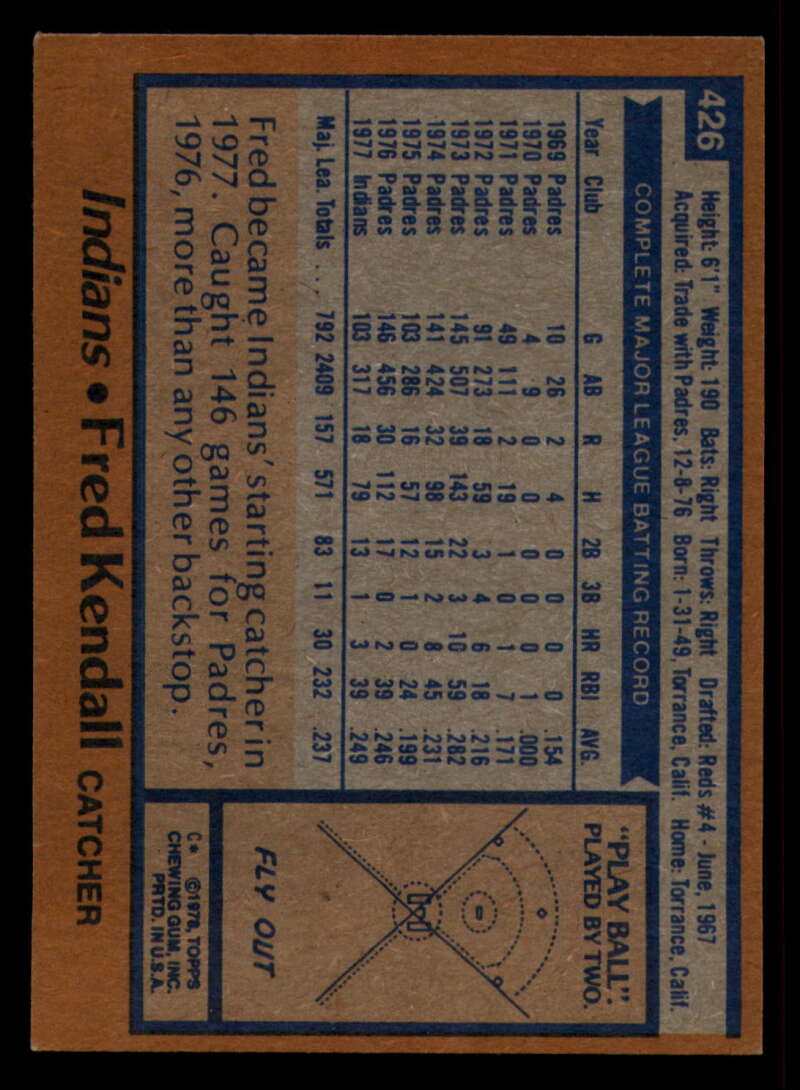 426
Height: 6'1" Weight: 190 Bats: Right Throws: Right Drafted: Reds #4 - June, 1967
Acquired: Trade with Padres, 12-8-76 Born: 1-31-49, Torrance, Calif. Home: Torrance, Calif.
COMPLETE MAJOR LEAGUE BATTING RECORD
Year Club G AB R H 2B 3B HR RBI AVG.
1969 Padres 10 26 2 4 0 0 0 0 .154
1970 Padres 4 9 0 0 0 0 0 1 .000
1971 Padres 49 111 2 19 1 0 1 7 .171
1972 Padres 91 273 18 59 3 4 6 18 .216
1973 Padres 145 507 39 143 22 3 10 59 .282
1974 Padres 141 424 32 98 15 2 8 45 .231
1975 Padres 103 286 16 57 12 1 0 24 .199
1976 Padres 146 456 30 112 17 0 2 39 .246
1977 Indians 103 317 18 79 13 1 3 39 .249
Maj. Lea. Totals . . . 792 2409 157 571 83 11 30 232 .237
Fred became Indians' starting catcher in
1977. Caught 146 games for Padres,
1976, more than any other backstop.
"PLAY BALL":
PLAYED BY TWO.
FLY OUT
C* ©1978, TOPPS
CHEWING GUM, INC.
PRTD. IN U.S.A.
Indians • Fred Kendall CATCHER